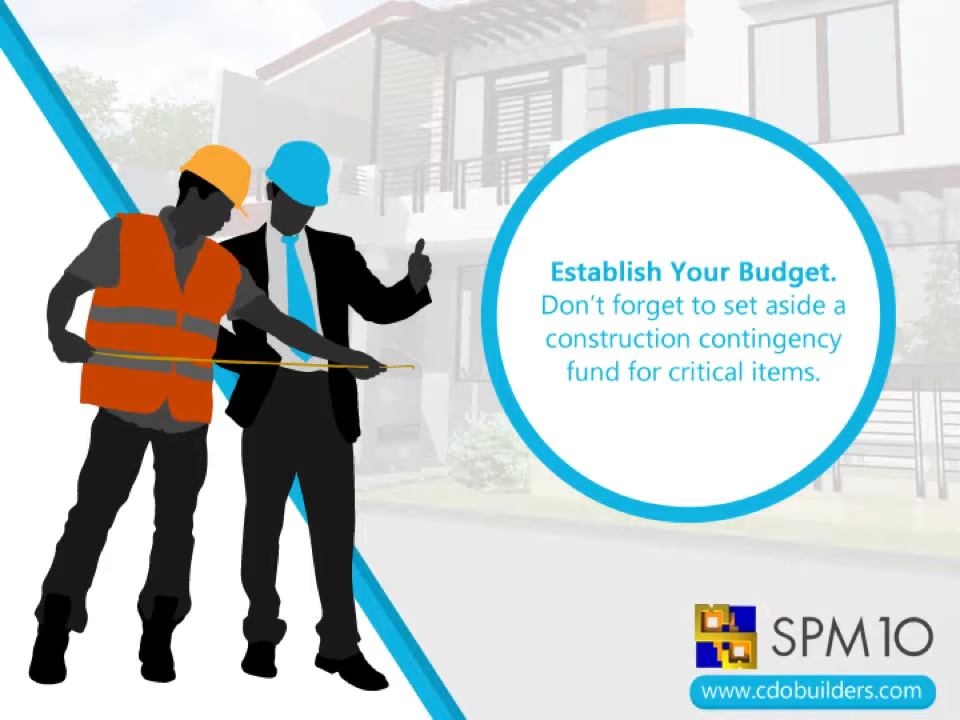 Establish Your Budget.
Don't forget to set aside a
construction contingency
fund for critical items.
SPM10
www.cdobuilders.com